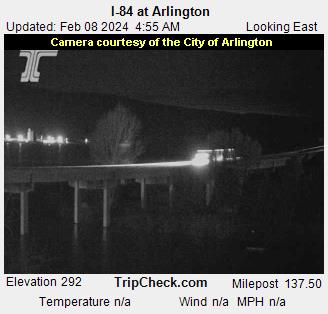 I-84 at Arlington
Updated: Feb 08 2024 4:55 AM Looking East
Camera courtesy of the City of Arlington
Elevation 292 TripCheck.com Milepost 137.50
Temperature n/a Wind n/a MPH n/a